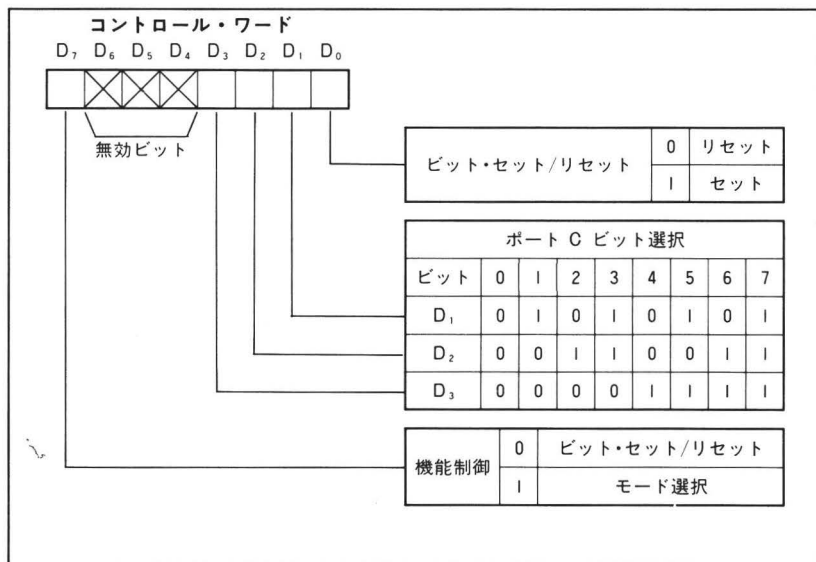 コントロール・ワード
D₇ D₆ D₅ D₄ D₃ D₂ D₁ D₀
無効ビット
ビット・セット/リセット
0 リセット
1 セット
ポート C ビット選択
ビット 0 1 2 3 4 5 6 7
D₁ 0 1 0 1 0 1 0 1
D₂ 0 0 1 1 0 0 1 1
D₃ 0 0 0 0 1 1 1 1
機能制御
0 ビット・セット/リセット
1 モード選択